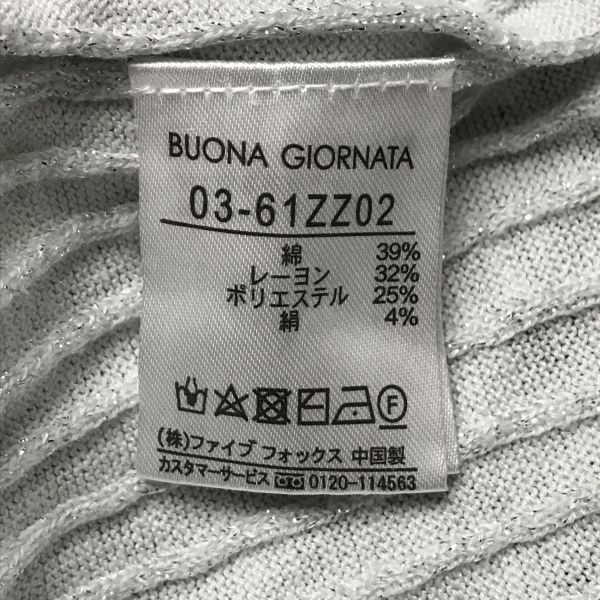 BUONA GIORNATA
03-61ZZ02
綿 39%
レーヨン 32%
ポリエステル 25%
絹 4%
F
(株)ファイブ フォックス 中国製
カスタマーサービス 0120-114563